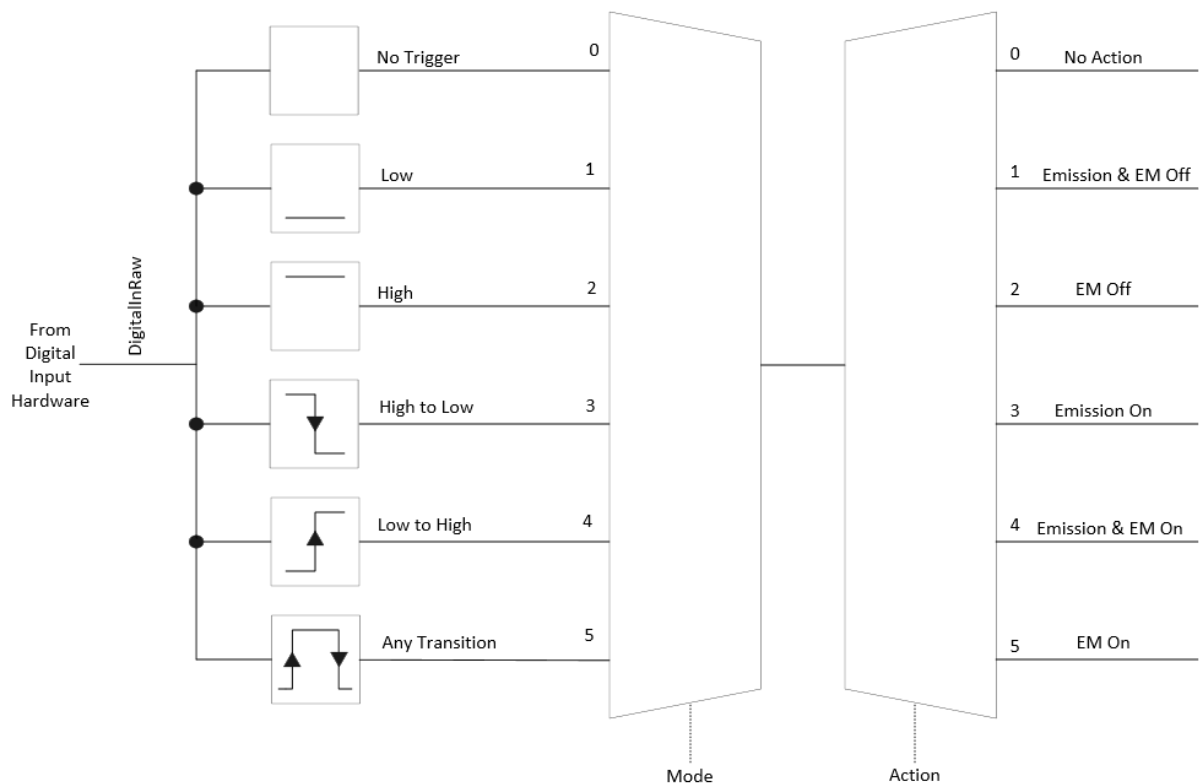 No Trigger
0
0
No Action
Low
1
1
Emission & EM Off
High
2
2
EM Off
DigitalInRaw
From
Digital
Input
Hardware
High to Low
3
3
Emission On
Low to High
4
4
Emission & EM On
Any Transition
5
5
EM On
Mode
Action